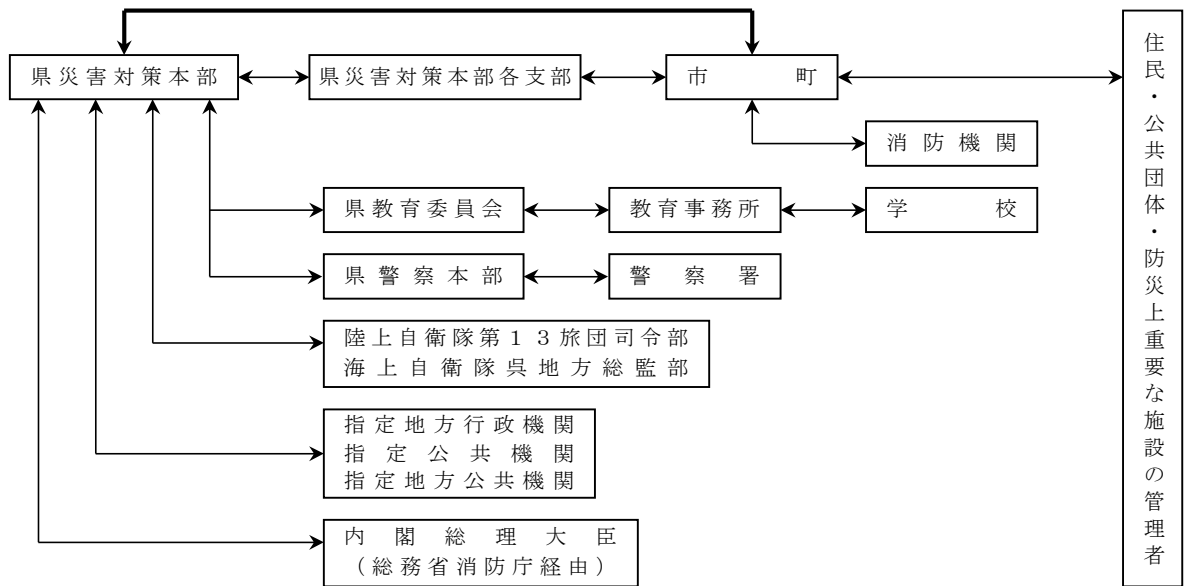 県災害対策本部
県災害対策本部各支部
市町
消防機関
県教育委員会
教育事務所
学校
県警察本部
警察署
陸上自衛隊第１３旅団司令部
海上自衛隊呉地方総監部
指定地方行政機関
指定公共機関
指定地方公共機関
内閣総理大臣
（総務省消防庁経由）
住民・公共団体・防災上重要な施設の管理者